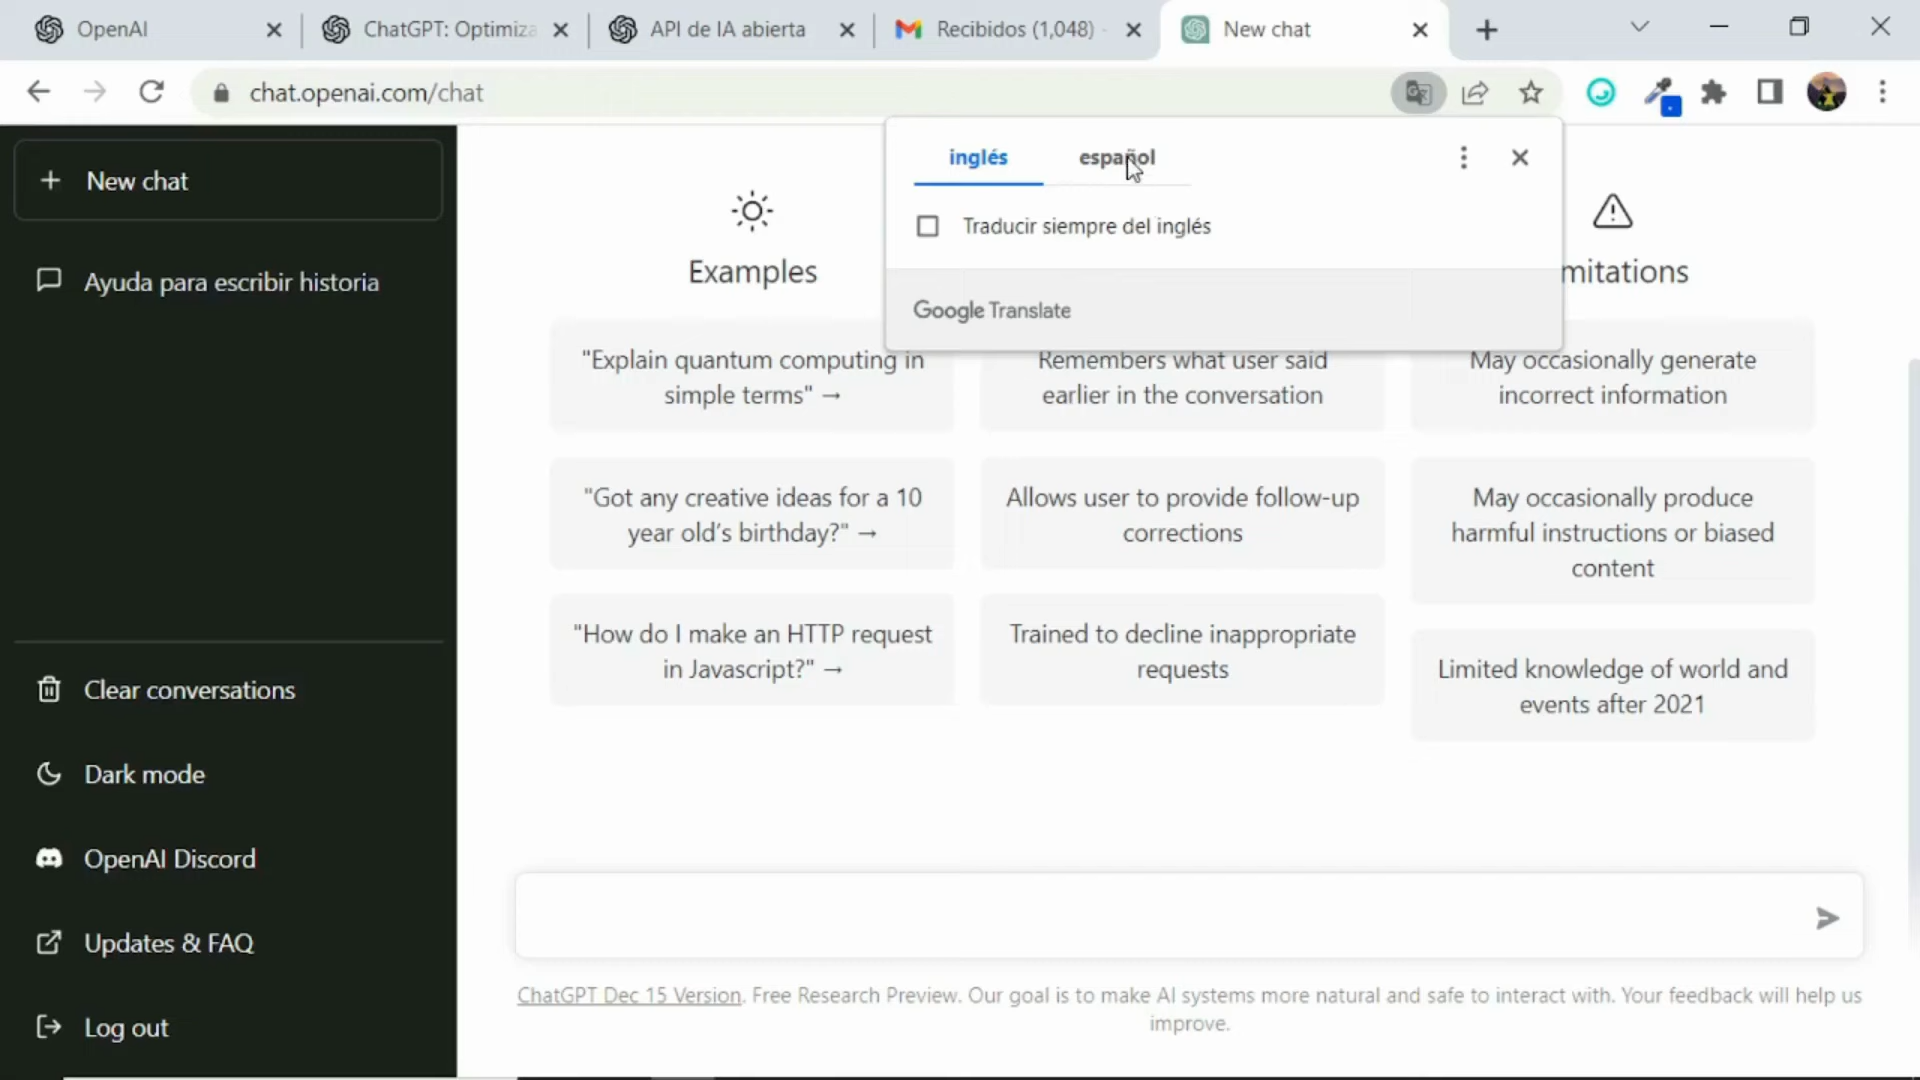 OpenAI
ChatGPT: Optimiza
API de IA abierta
Recibidos (1,048) -
New chat
chat.openai.com/chat
inglés
español
Traducir siempre del inglés
Google Translate
New chat
Ayuda para escribir historia
Clear conversations
Dark mode
OpenAI Discord
Updates & FAQ
Log out
Examples
"Explain quantum computing in
simple terms" →
"Got any creative ideas for a 10
year old's birthday?" →
"How do I make an HTTP request
in Javascript?" →
Remembers what user said
earlier in the conversation
Allows user to provide follow-up
corrections
Trained to decline inappropriate
requests
mitations
May occasionally generate
incorrect information
May occasionally produce
harmful instructions or biased
content
Limited knowledge of world and
events after 2021
ChatGPT Dec 15 Version. Free Research Preview. Our goal is to make AI systems more natural and safe to interact with. Your feedback will help us
improve.